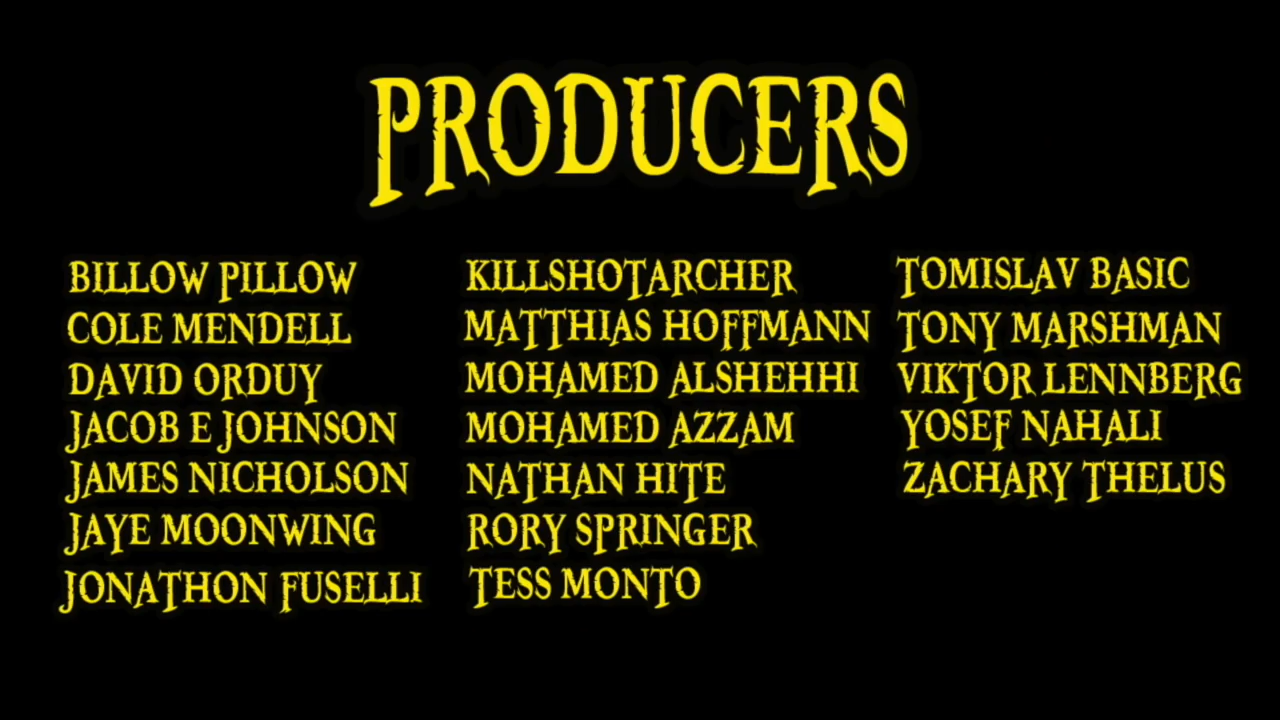 PRODUCERS
BILLOW PILLOW
COLE MENDELL
DAVID ORDUY
JACOB E JOHNSON
JAMES NICHOLSON
JAYE MOONWING
JONATHON FUSELLI
KILLSHOTARCHER
MATTHIAS HOFFMANN
MOHAMED ALSHEHHI
MOHAMED AZZAM
NATHAN HITE
RORY SPRINGER
TESS MONTO
TOMISLAV BASIC
TONY MARSHMAN
VIKTOR LENNBERG
YOSEF NAHALI
ZACHARY THELUS